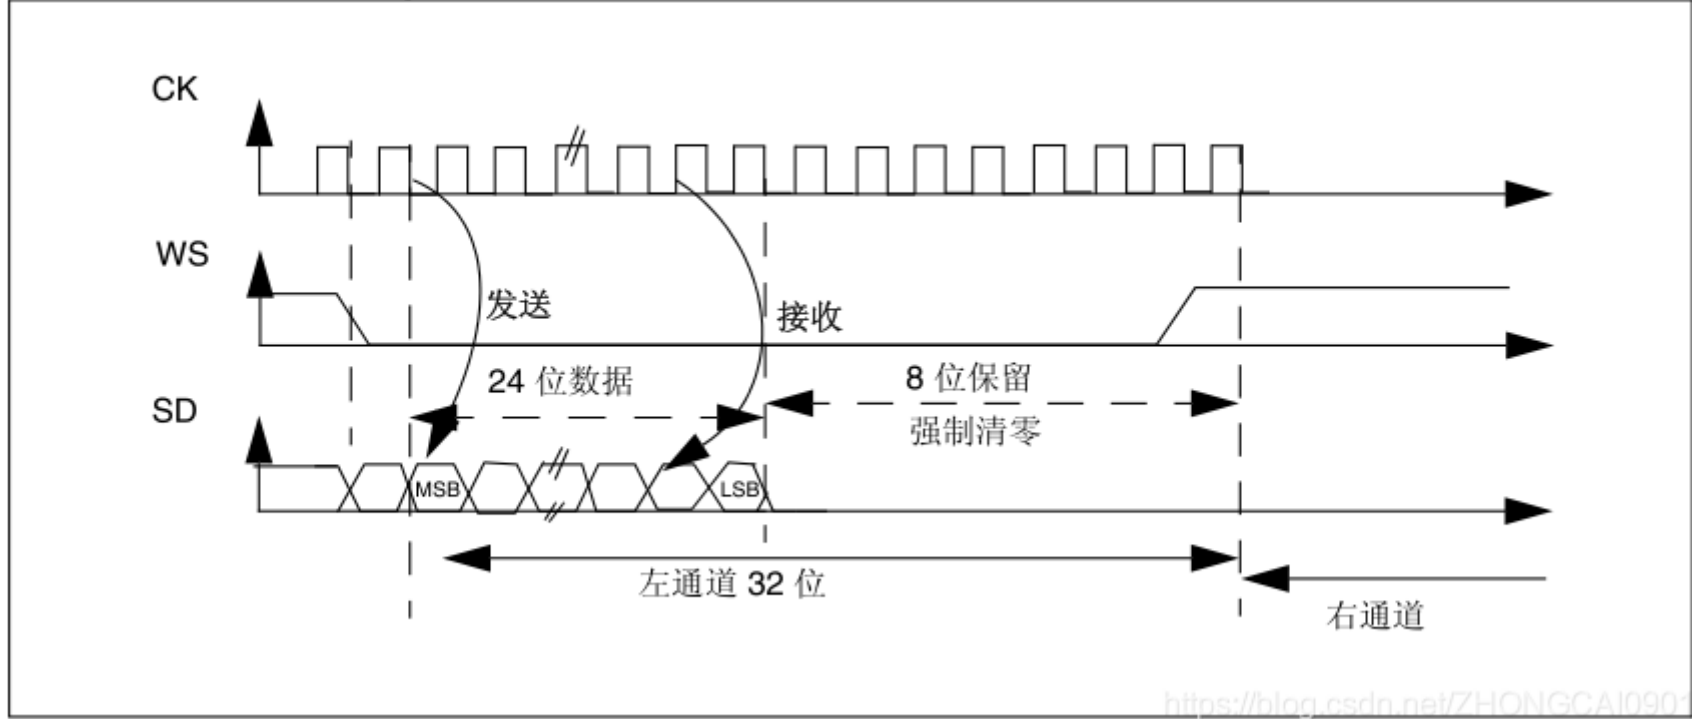 CK
WS
发送
接收
24 位数据
8 位保留
强制清零
SD
MSB
LSB
左通道 32 位
右通道
https://blog.csdn.net/ZHONGCAI0901